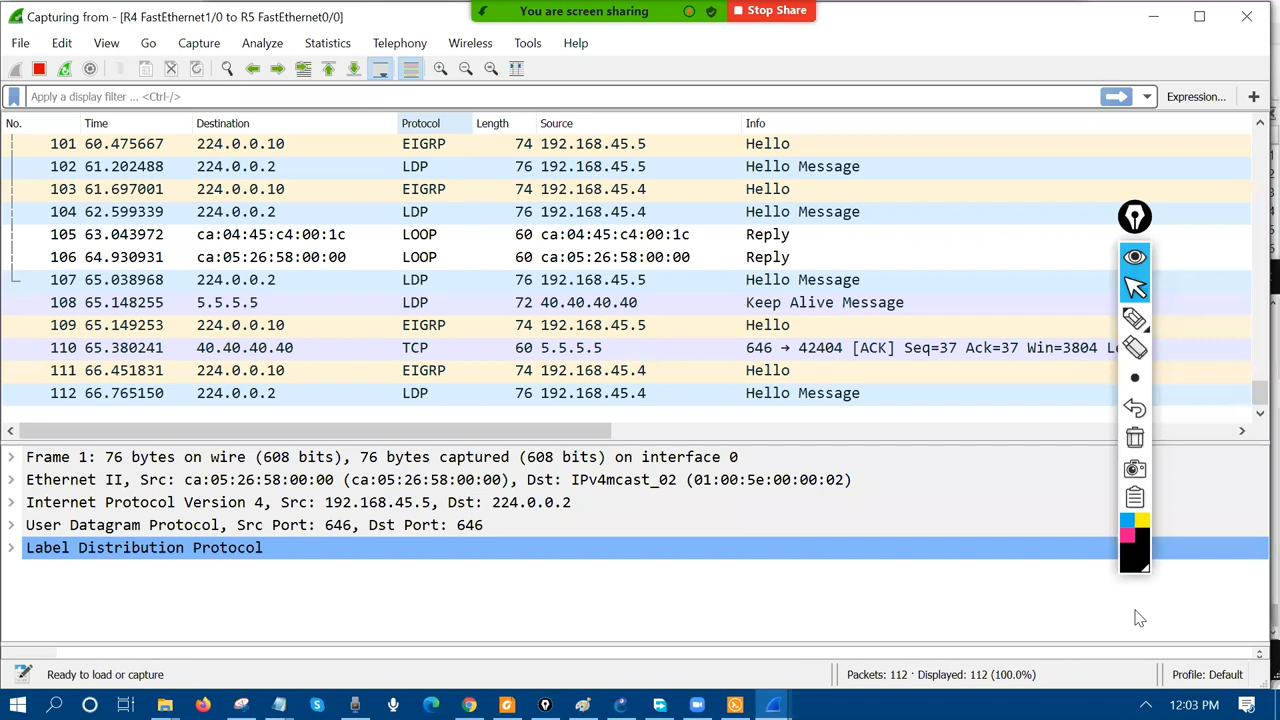 Capturing from - [R4 FastEthernet1/0 to R5 FastEthernet0/0]
You are screen sharing
Stop Share
File Edit View Go Capture Analyze Statistics Telephony Wireless Tools Help
Apply a display filter ... <Ctrl-/>
Expression...
No. Time Destination Protocol Length Source Info
101 60.475667 224.0.0.10 EIGRP 74 192.168.45.5 Hello
102 61.202488 224.0.0.2 LDP 76 192.168.45.5 Hello Message
103 61.697001 224.0.0.10 EIGRP 74 192.168.45.4 Hello
104 62.599339 224.0.0.2 LDP 76 192.168.45.4 Hello Message
105 63.043972 ca:04:45:c4:00:1c LOOP 60 ca:04:45:c4:00:1c Reply
106 64.930931 ca:05:26:58:00:00 LOOP 60 ca:05:26:58:00:00 Reply
107 65.038968 224.0.0.2 LDP 76 192.168.45.5 Hello Message
108 65.148255 5.5.5.5 LDP 72 40.40.40.40 Keep Alive Message
109 65.149253 224.0.0.10 EIGRP 74 192.168.45.5 Hello
110 65.380241 40.40.40.40 TCP 60 5.5.5.5 646 → 42404 [ACK] Seq=37 Ack=37 Win=3804
111 66.451831 224.0.0.10 EIGRP 74 192.168.45.4 Hello
112 66.765150 224.0.0.2 LDP 76 192.168.45.4 Hello Message
Frame 1: 76 bytes on wire (608 bits), 76 bytes captured (608 bits) on interface 0
Ethernet II, Src: ca:05:26:58:00:00 (ca:05:26:58:00:00), Dst: IPv4mcast_02 (01:00:5e:00:00:02)
Internet Protocol Version 4, Src: 192.168.45.5, Dst: 224.0.0.2
User Datagram Protocol, Src Port: 646, Dst Port: 646
Label Distribution Protocol
Ready to load or capture
Packets: 112 · Displayed: 112 (100.0%)
Profile: Default
12:03 PM